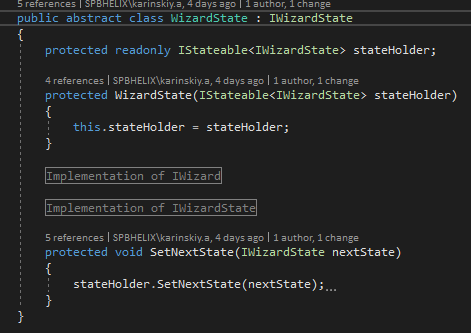 5 references | SPBHELIX\karinskiy.a, 4 days ago | 1 author, 1 change
public abstract class WizardState : IWizardState
{
protected readonly IStateable<IWizardState> stateHolder;
4 references | SPBHELIX\karinskiy.a, 4 days ago | 1 author, 1 change
protected WizardState(IStateable<IWizardState> stateHolder)
{
this.stateHolder = stateHolder;
}
Implementation of IWizard
Implementation of IWizardState
5 references | SPBHELIX\karinskiy.a, 4 days ago | 1 author, 1 change
protected void SetNextState(IWizardState nextState)
{
stateHolder.SetNextState(nextState);...
}
}